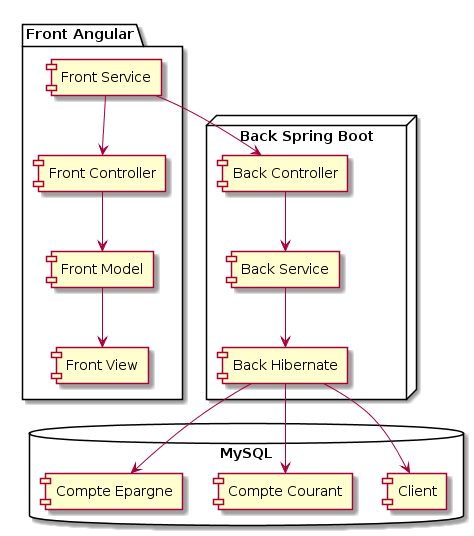 Front Angular
Front Service
Back Spring Boot
Front Controller
Back Controller
Front Model
Back Service
Front View
Back Hibernate
MySQL
Compte Epargne
Compte Courant
Client